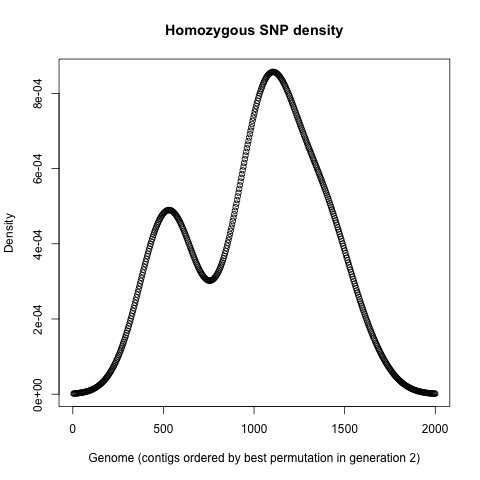 Homozygous SNP density
Density
8e-04
6e-04
4e-04
2e-04
0e+00
0 500 1000 1500 2000
Genome (contigs ordered by best permutation in generation 2)